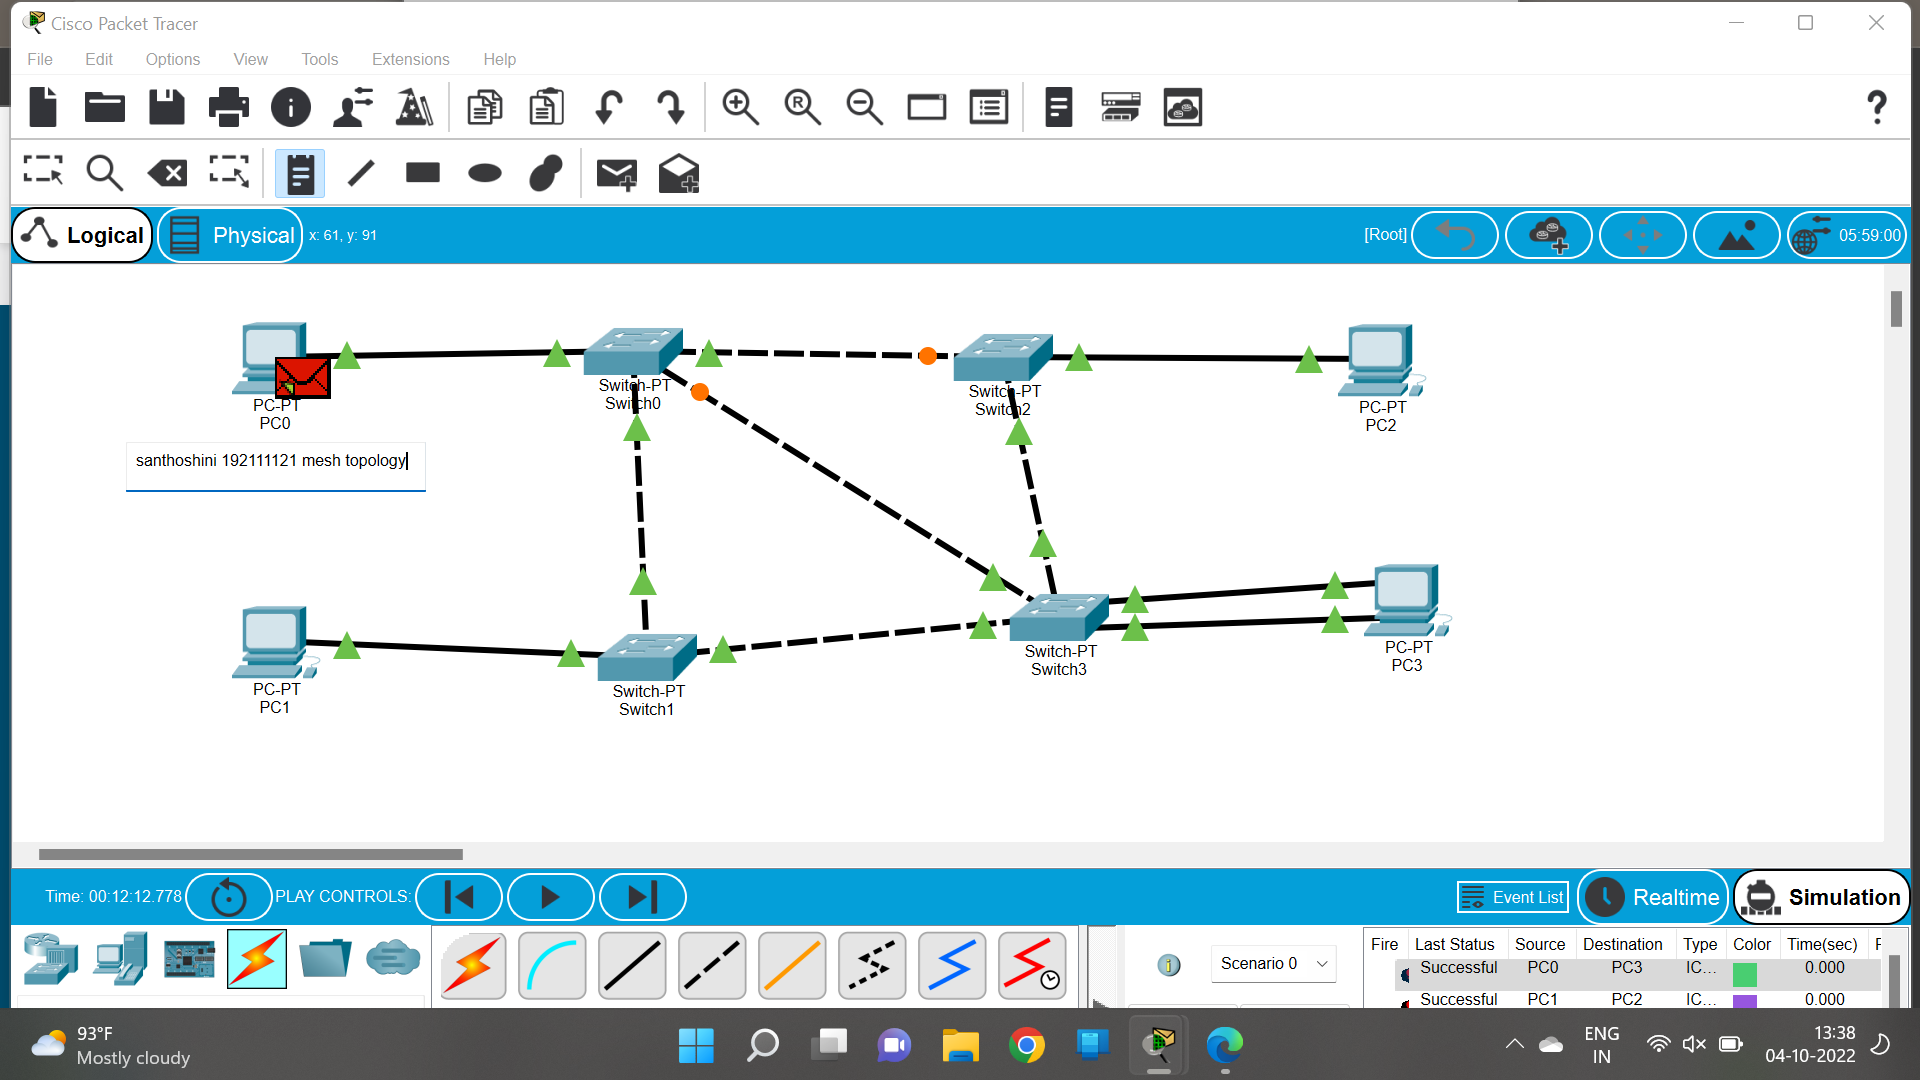 Cisco Packet Tracer
File Edit Options View Tools Extensions Help
Logical Physical x: 61, y: 91 [Root] 05:59:00
PC-PT
PC0
Switch-PT
Switch0
Switch-PT
Switch2
PC-PT
PC2
santhoshini 192111121 mesh topology
PC-PT
PC1
Switch-PT
Switch1
Switch-PT
Switch3
PC-PT
PC3
Time: 00:12:12.778 PLAY CONTROLS: Event List Realtime Simulation
Scenario 0
Fire Last Status Source Destination Type Color Time(sec)
Successful PC0 PC3 IC... 0.000
Successful PC1 PC2 IC... 0.000
93°F
Mostly cloudy
ENG
IN
13:38
04-10-2022